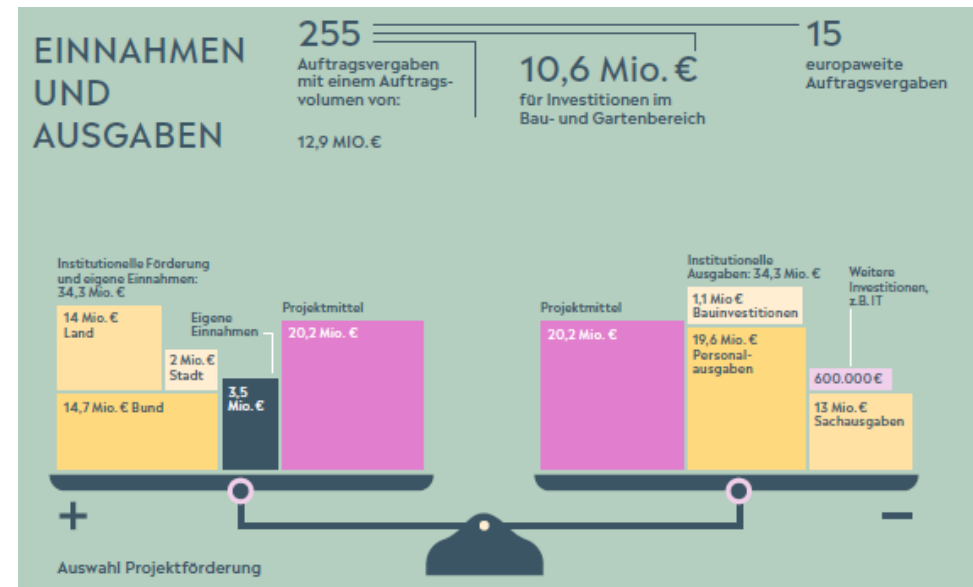 EINNAHMEN
UND
AUSGABEN
255
Auftragsvergaben
mit einem Auftrags-
volumen von:
12,9 MIO. €
10,6 Mio. €
für Investitionen im
Bau- und Gartenbereich
15
europaweite
Auftragsvergaben
Institutionelle Förderung
und eigene Einnahmen:
34,3 Mio. €
14 Mio. €
Land
2 Mio. €
Stadt
14,7 Mio. € Bund
Eigene
Einnahmen
3,5
Mio. €
Projektmittel
20,2 Mio. €
Projektmittel
20,2 Mio. €
Institutionelle
Ausgaben: 34,3 Mio. €
1,1 Mio €
Bauinvestitionen
19,6 Mio. €
Personal-
ausgaben
Weitere
Investitionen,
z.B. IT
600.000 €
13 Mio. €
Sachausgaben
+
–
Auswahl Projektförderung